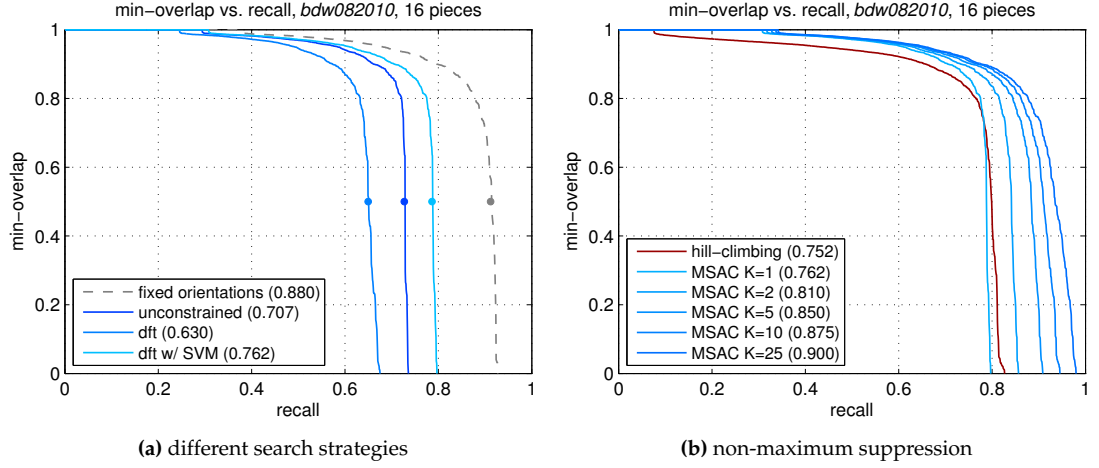 min-overlap vs. recall, bdw082010, 16 pieces
1
0.8
0.6
0.4
0.2
0
min-overlap
0
0.2
0.4
0.6
0.8
1
recall
fixed orientations (0.880)
unconstrained (0.707)
dft (0.630)
dft w/ SVM (0.762)
(a) different search strategies
min-overlap vs. recall, bdw082010, 16 pieces
1
0.8
0.6
0.4
0.2
0
min-overlap
0
0.2
0.4
0.6
0.8
1
recall
hill-climbing (0.752)
MSAC K=1 (0.762)
MSAC K=2 (0.810)
MSAC K=5 (0.850)
MSAC K=10 (0.875)
MSAC K=25 (0.900)
(b) non-maximum suppression